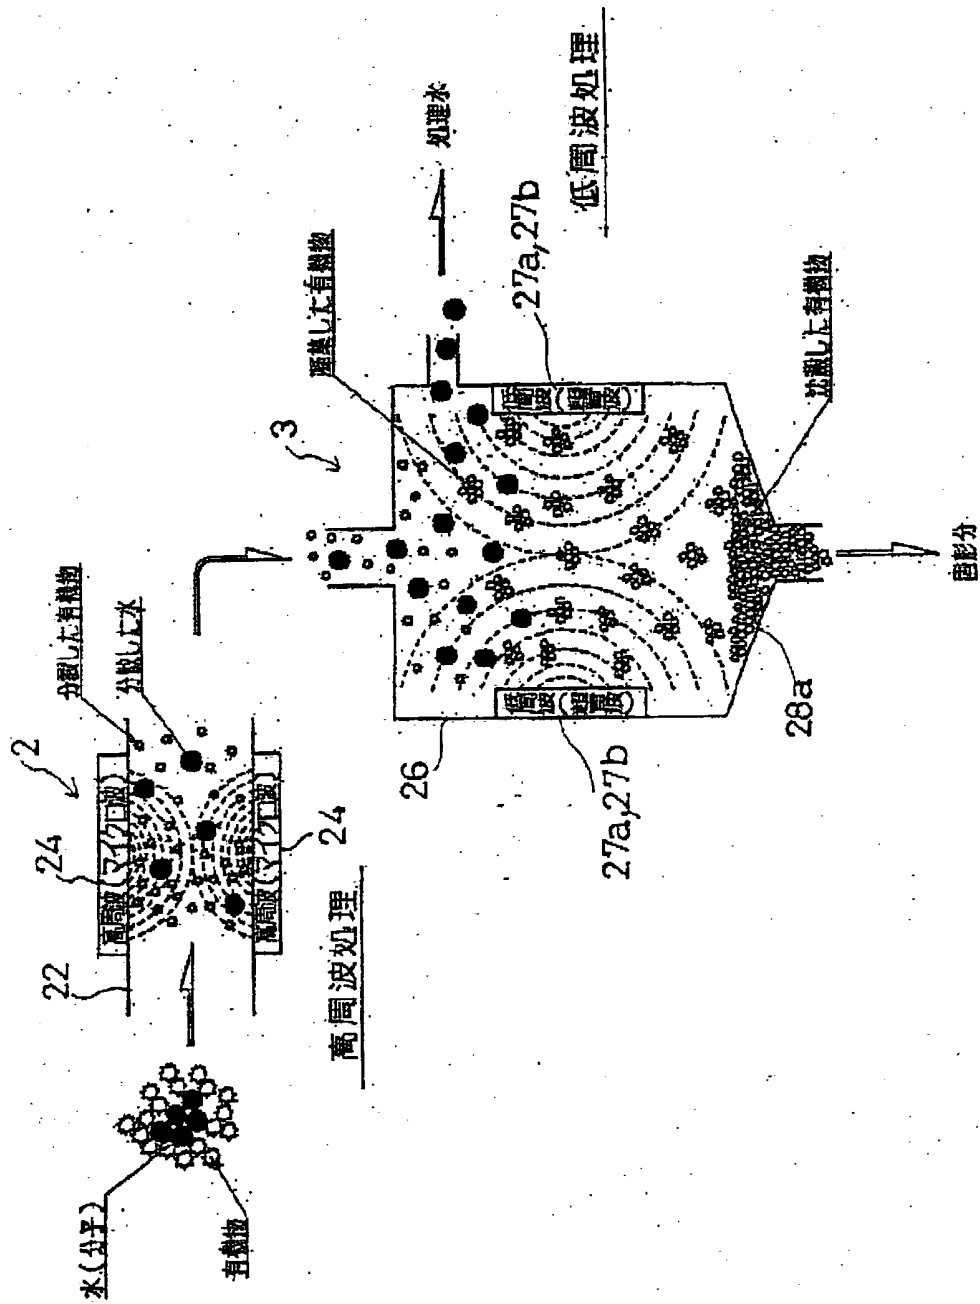 水(分子)
有機物
22
24
2
高周波(マイクロ波)
高周波(マイクロ波)
24
分散した有機物
分散した水
高周波処理
3
凝集した有機物
処理水
26
低周波(超音波)
27a,27b
低周波(超音波)
27a,27b
28a
沈澱した有機物
固形分
低周波処理